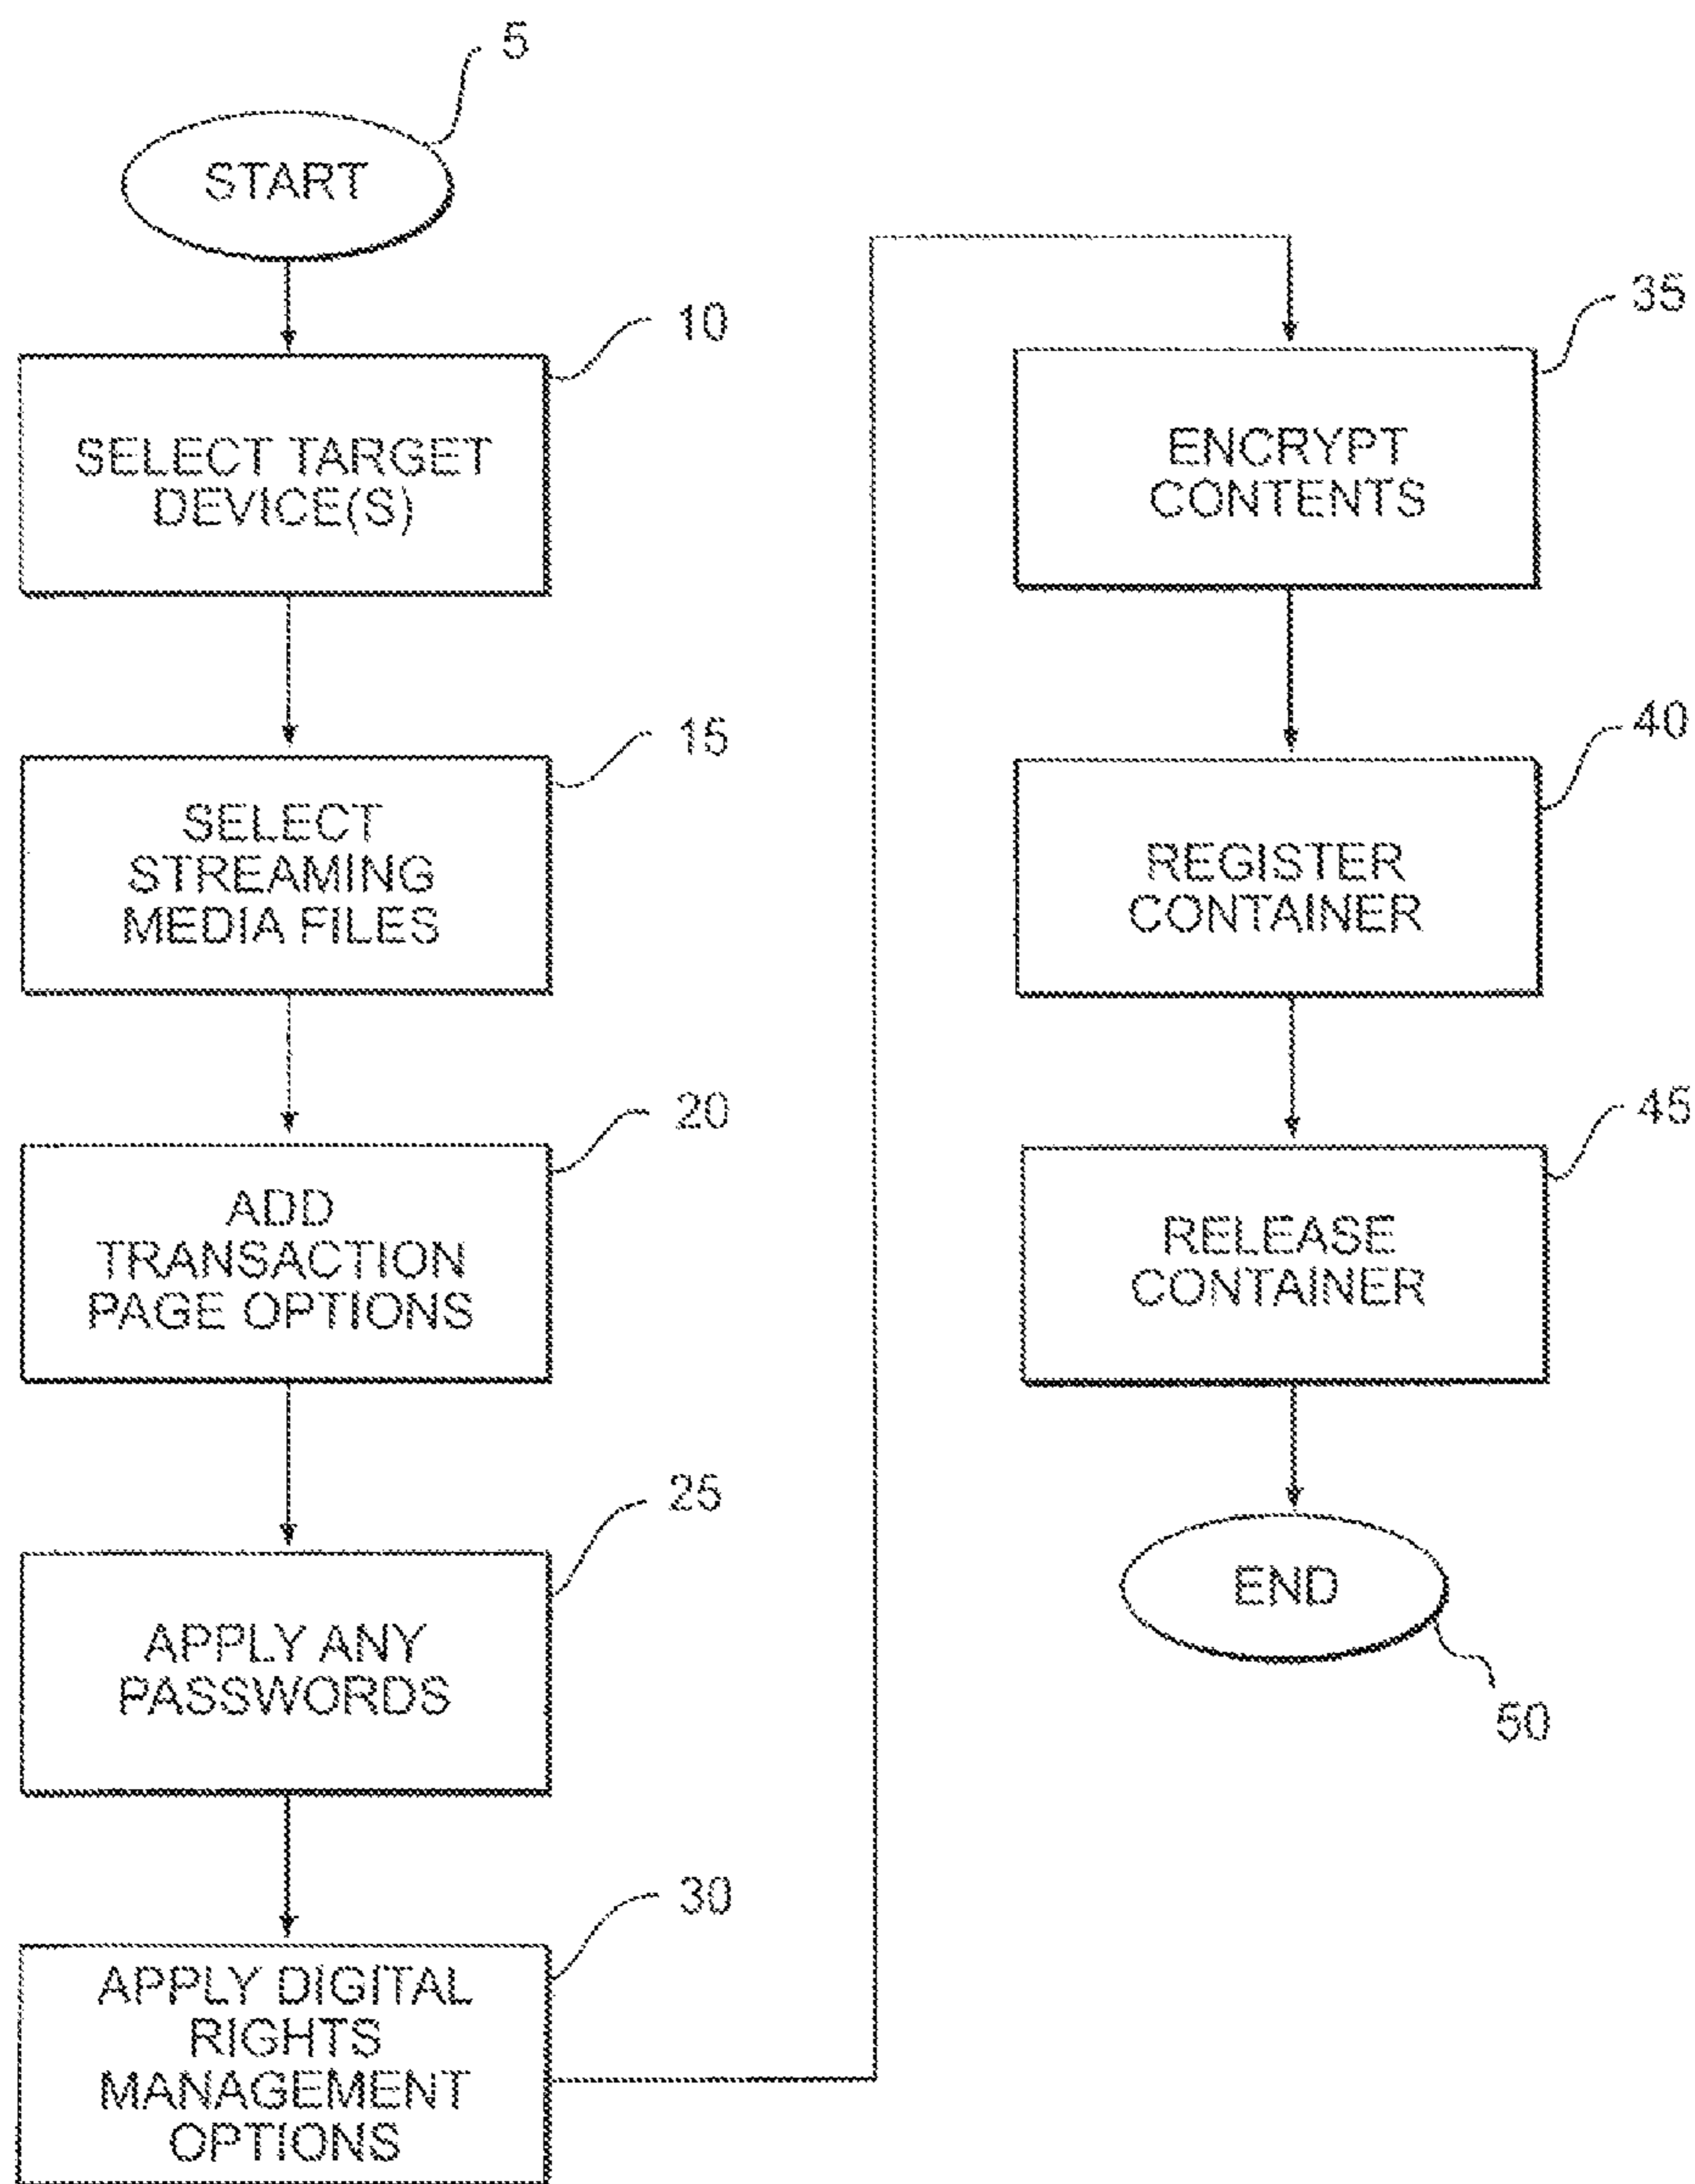 5
START
10
SELECT TARGET
DEVICE(S)
15
SELECT
STREAMING
MEDIA FILES
20
ADD
TRANSACTION
PAGE OPTIONS
25
APPLY ANY
PASSWORDS
30
APPLY DIGITAL
RIGHTS
MANAGEMENT
OPTIONS
35
ENCRYPT
CONTENTS
40
REGISTER
CONTAINER
45
RELEASE
CONTAINER
END
50